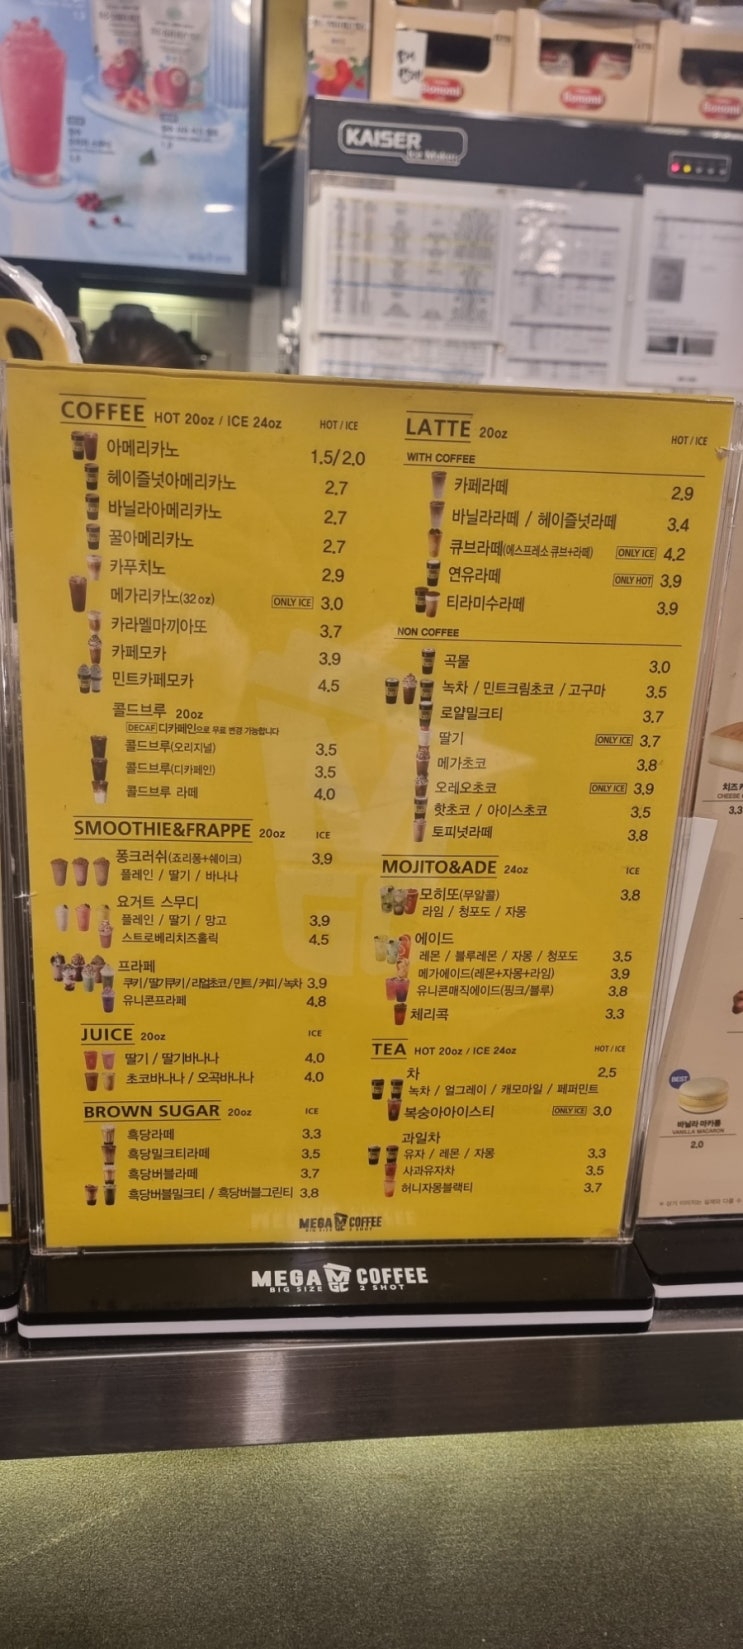 KAISER
Ice Maker
Bonomi
Bonomi
Bonomi
COFFEE HOT 20oz / ICE 24oz HOT / ICE
아메리카노 1.5/2.0
헤이즐넛아메리카노 2.7
바닐라아메리카노 2.7
꿀아메리카노 2.7
카푸치노 2.9
메가리카노(32oz) ONLY ICE 3.0
카라멜마끼아또 3.7
카페모카 3.9
민트카페모카 4.5
콜드브루 20oz
DECAF 디카페인으로 무료 변경 가능합니다
콜드브루(오리지널) 3.5
콜드브루(디카페인) 3.5
콜드브루 라떼 4.0
SMOOTHIE&FRAPPE 20oz ICE
퐁크러쉬(죠리퐁+쉐이크) 3.9
플레인 / 딸기 / 바나나
요거트 스무디
플레인 / 딸기 / 망고 3.9
스트로베리치즈홀릭 4.5
프라페
쿠키/딸기쿠키/리얼초코/민트/커피/녹차 3.9
유니콘프라페 4.8
JUICE 20oz ICE
딸기 / 딸기바나나 4.0
초코바나나 / 오곡바나나 4.0
BROWN SUGAR 20oz ICE
흑당라떼 3.3
흑당밀크티라떼 3.5
흑당버블라떼 3.7
흑당버블밀크티 / 흑당버블그린티 3.8
LATTE 20oz HOT / ICE
WITH COFFEE
카페라떼 2.9
바닐라라떼 / 헤이즐넛라떼 3.4
큐브라떼(에스프레소 큐브+라떼) ONLY ICE 4.2
연유라떼 ONLY HOT 3.9
티라미수라떼 3.9
NON COFFEE
곡물 3.0
녹차 / 민트크림초코 / 고구마 3.5
로얄밀크티 3.7
딸기 ONLY ICE 3.7
메가초코 3.8
오레오초코 ONLY ICE 3.9
핫초코 / 아이스초코 3.5
토피넛라떼 3.8
MOJITO&ADE 24oz ICE
모히또(무알콜) 3.8
라임 / 청포도 / 자몽
에이드
레몬 / 블루레몬 / 자몽 / 청포도 3.5
메가에이드(레몬+자몽+라임) 3.9
유니콘매직에이드(핑크/블루) 3.8
체리콕 3.3
TEA HOT 20oz / ICE 24oz HOT / ICE
차 2.5
녹차 / 얼그레이 / 캐모마일 / 페퍼민트
복숭아아이스티 ONLY ICE 3.0
과일차
유자 / 레몬 / 자몽 3.3
사과유자차 3.5
허니자몽블랙티 3.7
MEGA MGC COFFEE
BIG SIZE 2 SHOT
MEGA MGC COFFEE
BIG SIZE 2 SHOT
치즈
CHEESE
3.3
BEST
바닐라 마카롱
VANILLA MACARON
2.0